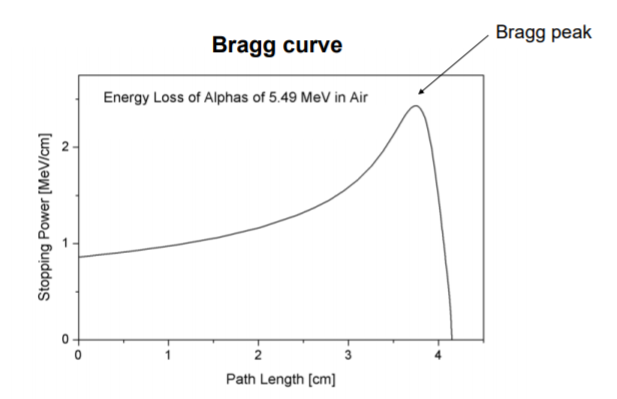 Bragg curve
Bragg peak
Energy Loss of Alphas of 5.49 MeV in Air
Stopping Power [MeV/cm]
2
1
0
0 1 2 3 4
Path Length [cm]